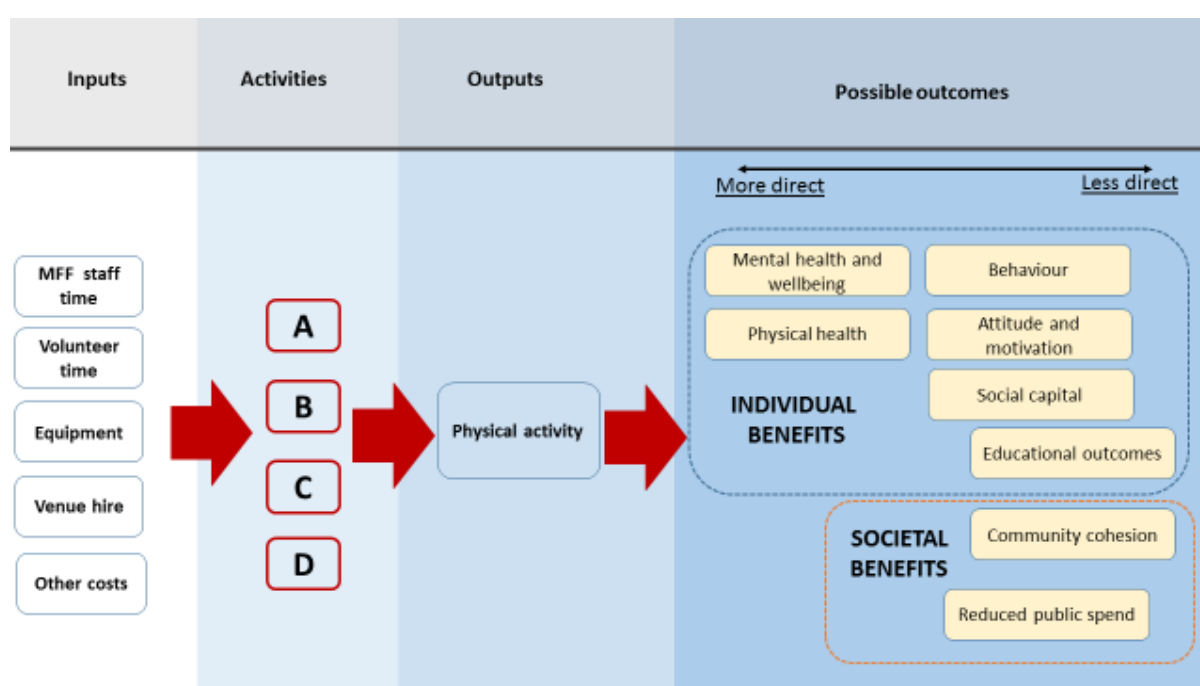 Inputs
Activities
Outputs
Possible outcomes
More direct
Less direct
MFF staff
time
Volunteer
time
Equipment
Venue hire
Other costs
A
B
C
D
Physical activity
Mental health and
wellbeing
Behaviour
Physical health
Attitude and
motivation
Social capital
INDIVIDUAL
BENEFITS
Educational outcomes
SOCIETAL
BENEFITS
Community cohesion
Reduced public spend